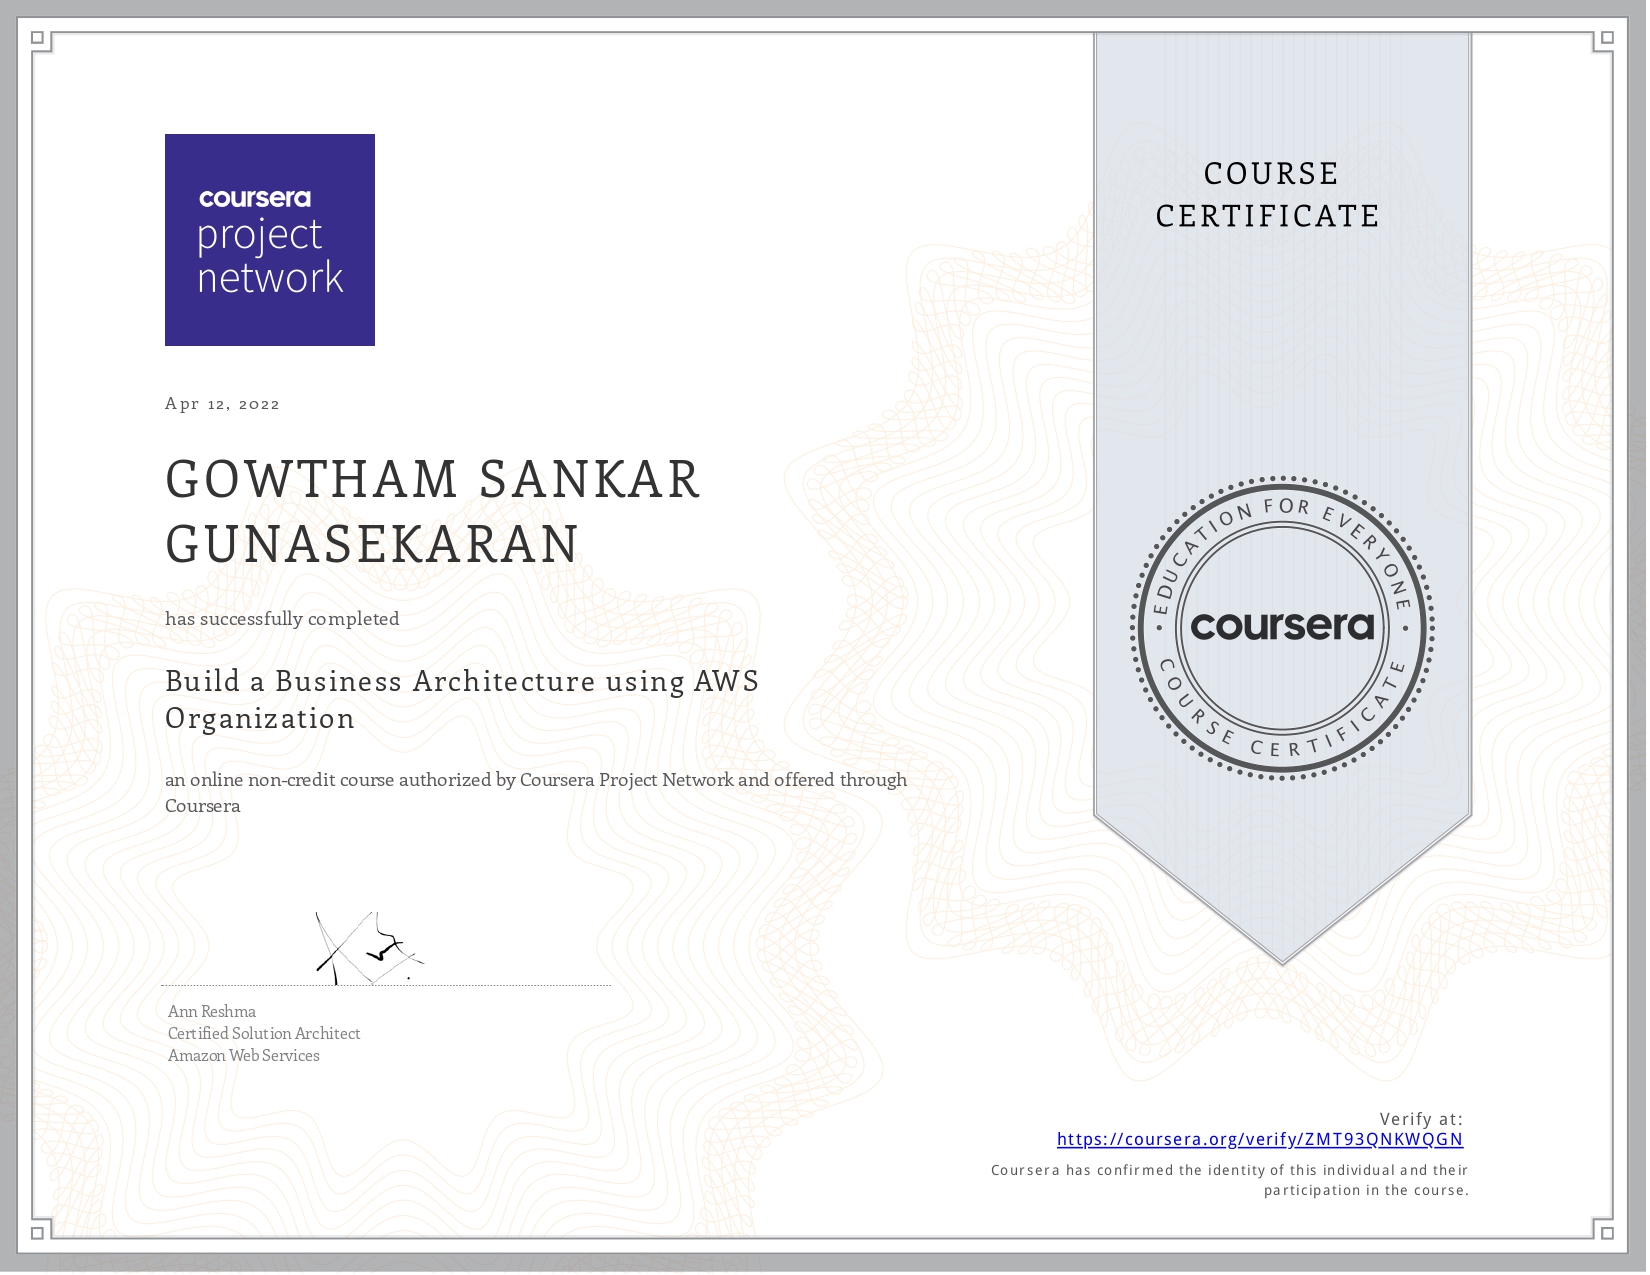 coursera
project
network
COURSE
CERTIFICATE
Apr 12, 2022
GOWTHAM SANKAR
GUNASEKARAN
has successfully completed
Build a Business Architecture using AWS
Organization
an online non-credit course authorized by Coursera Project Network and offered through
Coursera
EDUCATION FOR EVERYONE
coursera
COURSE CERTIFICATE
Ann Reshma
Certified Solution Architect
Amazon Web Services
Verify at:
https://coursera.org/verify/ZMT93QNKWQGN
Coursera has confirmed the identity of this individual and their
participation in the course.